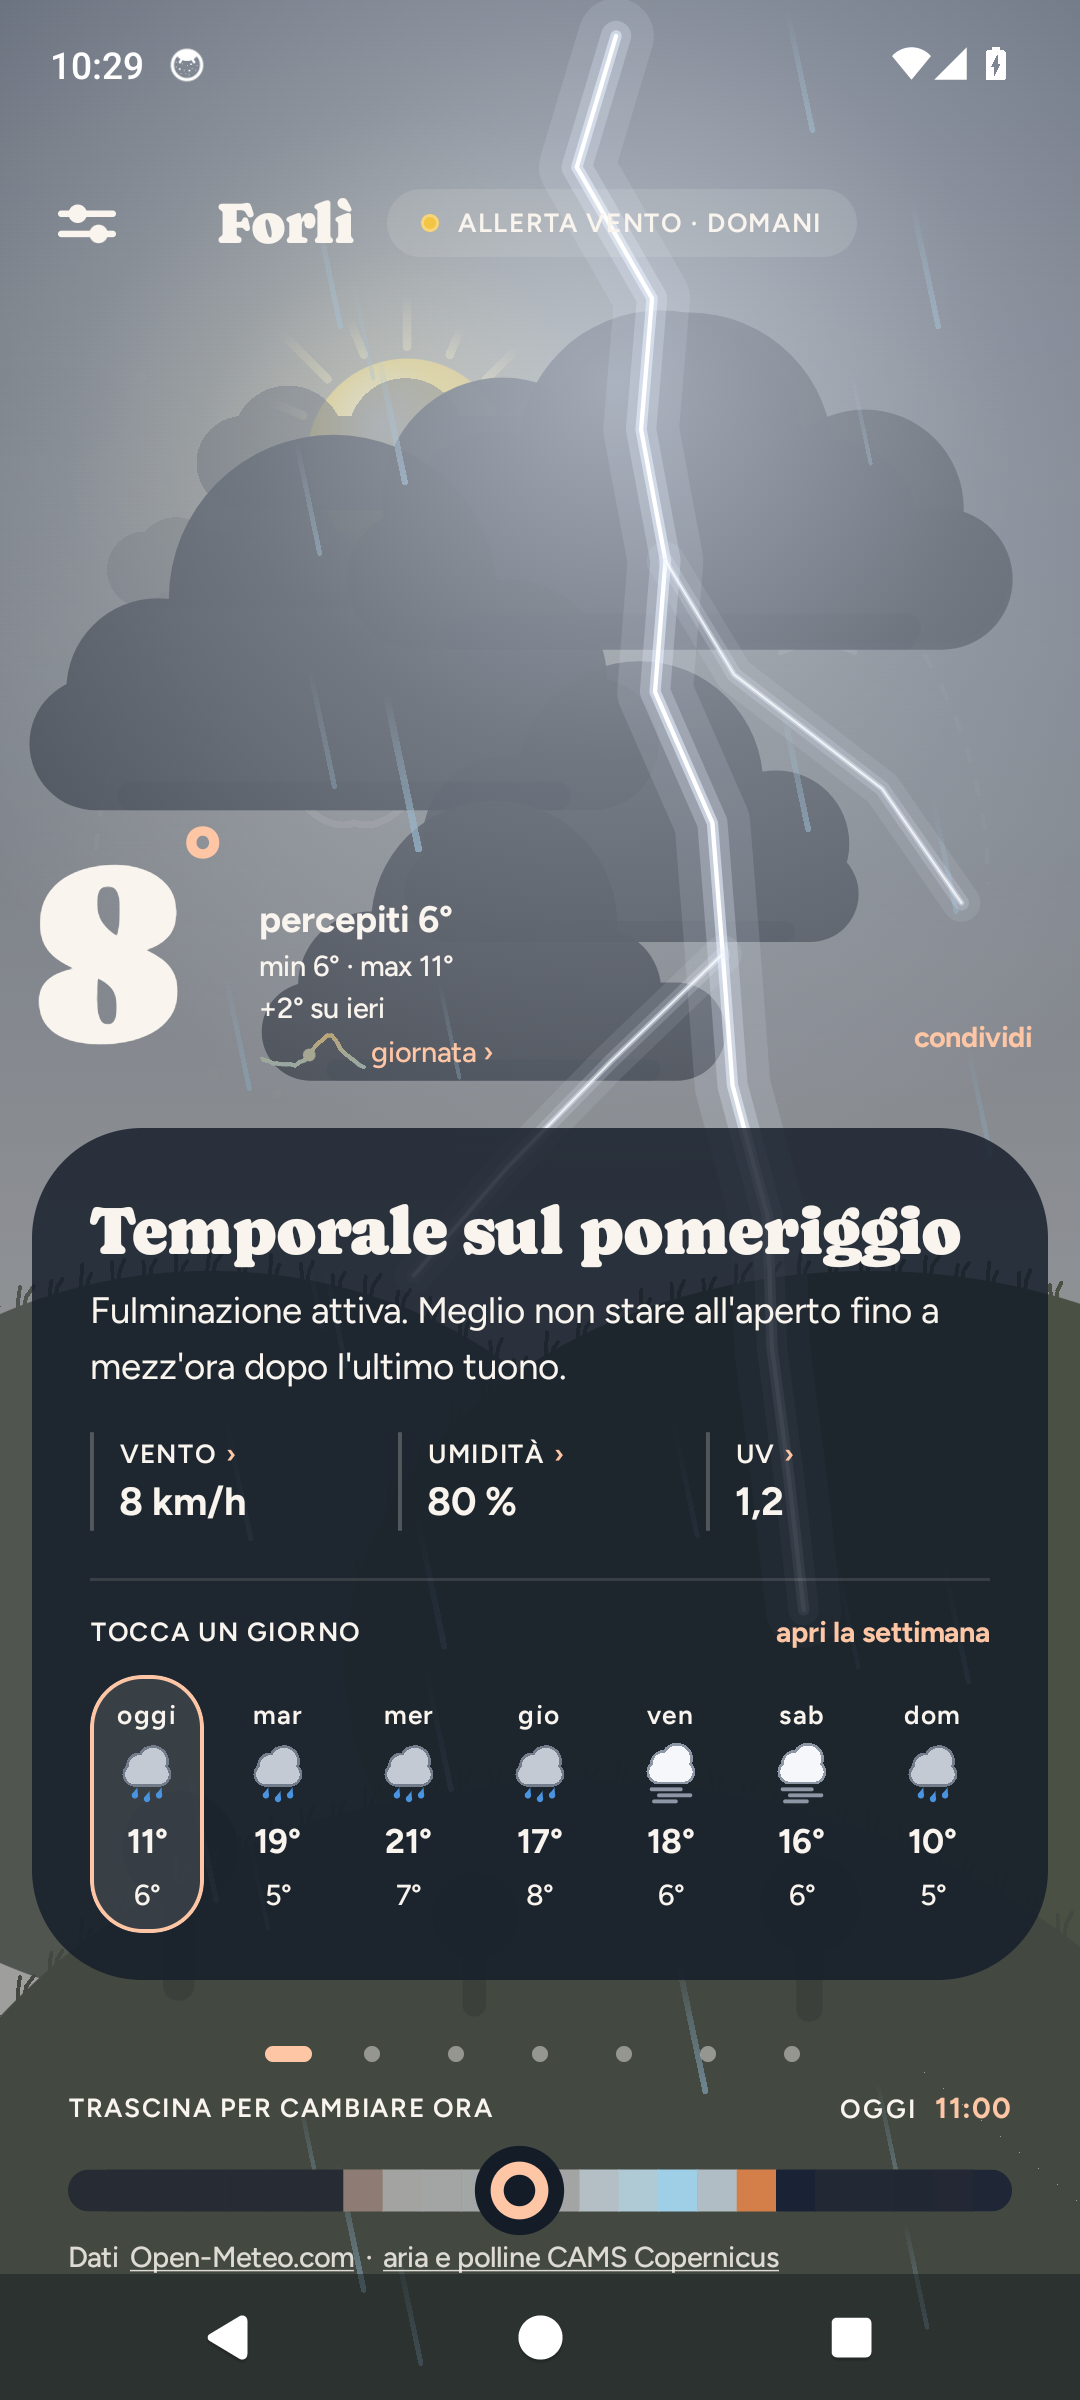 10:29
Forlì
ALLERTA VENTO · DOMANI
8°
percepiti 6°
min 6° · max 11°
+2° su ieri
giornata ›
condividi
Temporale sul pomeriggio
Fulminazione attiva. Meglio non stare all'aperto fino a
mezz'ora dopo l'ultimo tuono.
VENTO › UMIDITÀ › UV ›
8 km/h 80 % 1,2
TOCCA UN GIORNO apri la settimana
oggi mar mer gio ven sab dom
11° 19° 21° 17° 18° 16° 10°
6° 5° 7° 8° 6° 6° 5°
TRASCINA PER CAMBIARE ORA OGGI 11:00
Dati Open-Meteo.com · aria e polline CAMS Copernicus